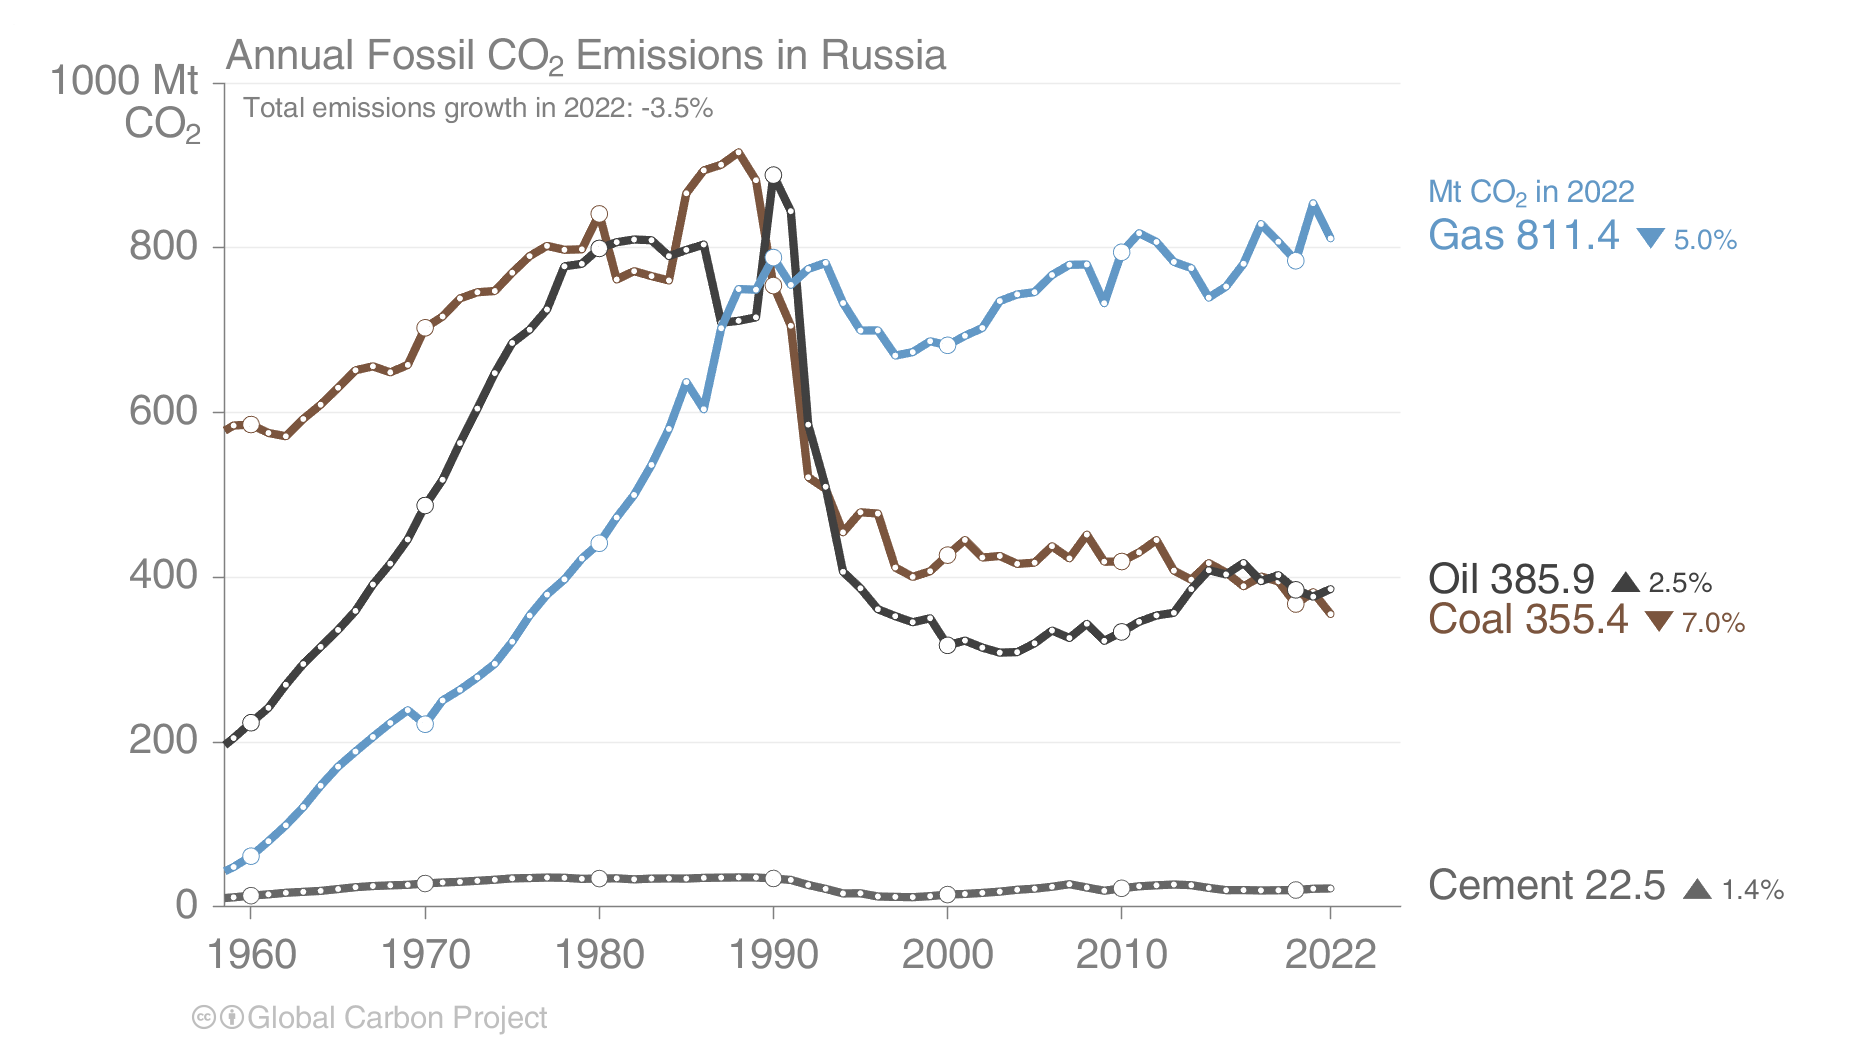 Annual Fossil CO₂ Emissions in Russia
1000 Mt
CO₂
Total emissions growth in 2022: -3.5%
800
600
400
200
0
Mt CO₂ in 2022
Gas 811.4 ▼ 5.0%
Oil 385.9 ▲ 2.5%
Coal 355.4 ▼ 7.0%
Cement 22.5 ▲ 1.4%
1960 1970 1980 1990 2000 2010 2022
cc Global Carbon Project